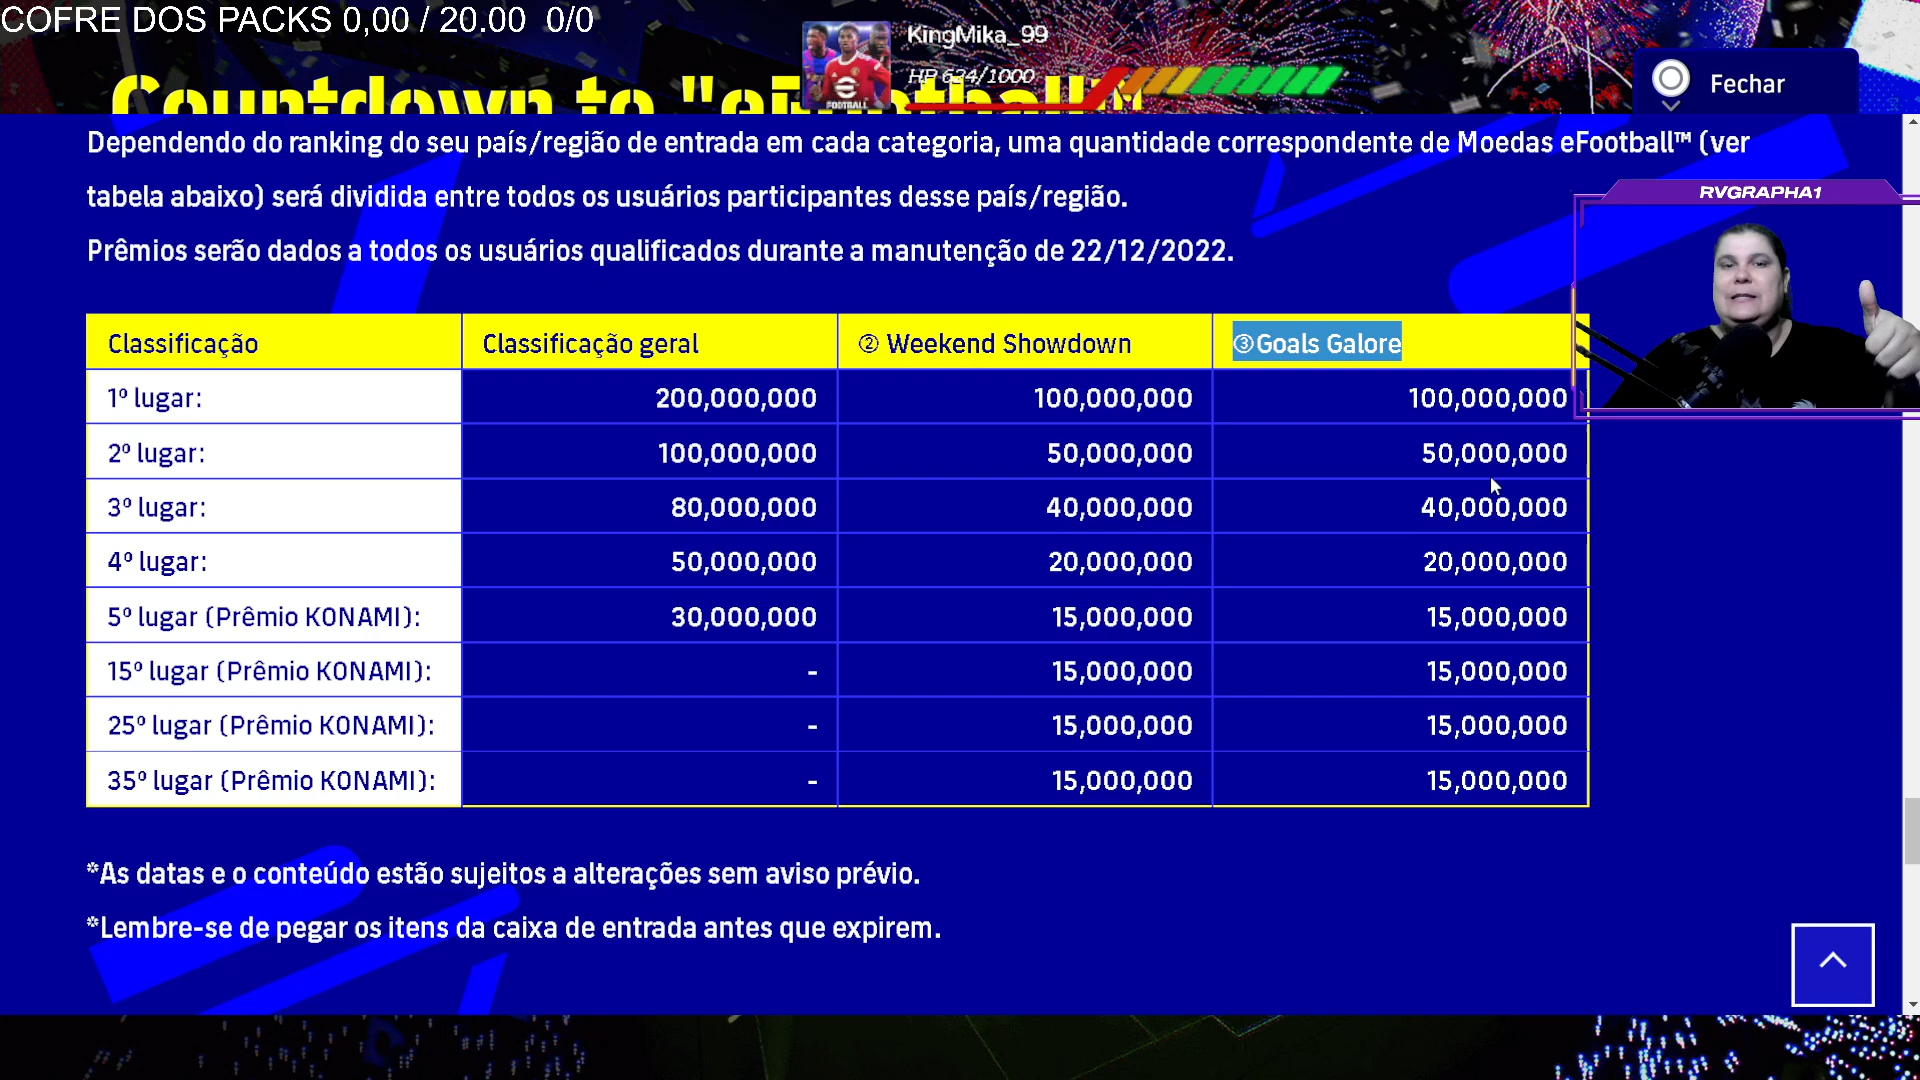 COFRE DOS PACKS 0,00 / 20.00 0/0
KingMika_99
HP 634/1000
FOOTBALL
Countdown to "eFootball™
Fechar
Dependendo do ranking do seu país/região de entrada em cada categoria, uma quantidade correspondente de Moedas eFootball™ (ver
tabela abaixo) será dividida entre todos os usuários participantes desse país/região.
Prêmios serão dados a todos os usuários qualificados durante a manutenção de 22/12/2022.
RVGRAPHA1
Classificação Classificação geral ② Weekend Showdown ③Goals Galore
1º lugar: 200,000,000 100,000,000 100,000,000
2º lugar: 100,000,000 50,000,000 50,000,000
3º lugar: 80,000,000 40,000,000 40,000,000
4º lugar: 50,000,000 20,000,000 20,000,000
5º lugar (Prêmio KONAMI): 30,000,000 15,000,000 15,000,000
15º lugar (Prêmio KONAMI): - 15,000,000 15,000,000
25º lugar (Prêmio KONAMI): - 15,000,000 15,000,000
35º lugar (Prêmio KONAMI): - 15,000,000 15,000,000
*As datas e o conteúdo estão sujeitos a alterações sem aviso prévio.
*Lembre-se de pegar os itens da caixa de entrada antes que expirem.